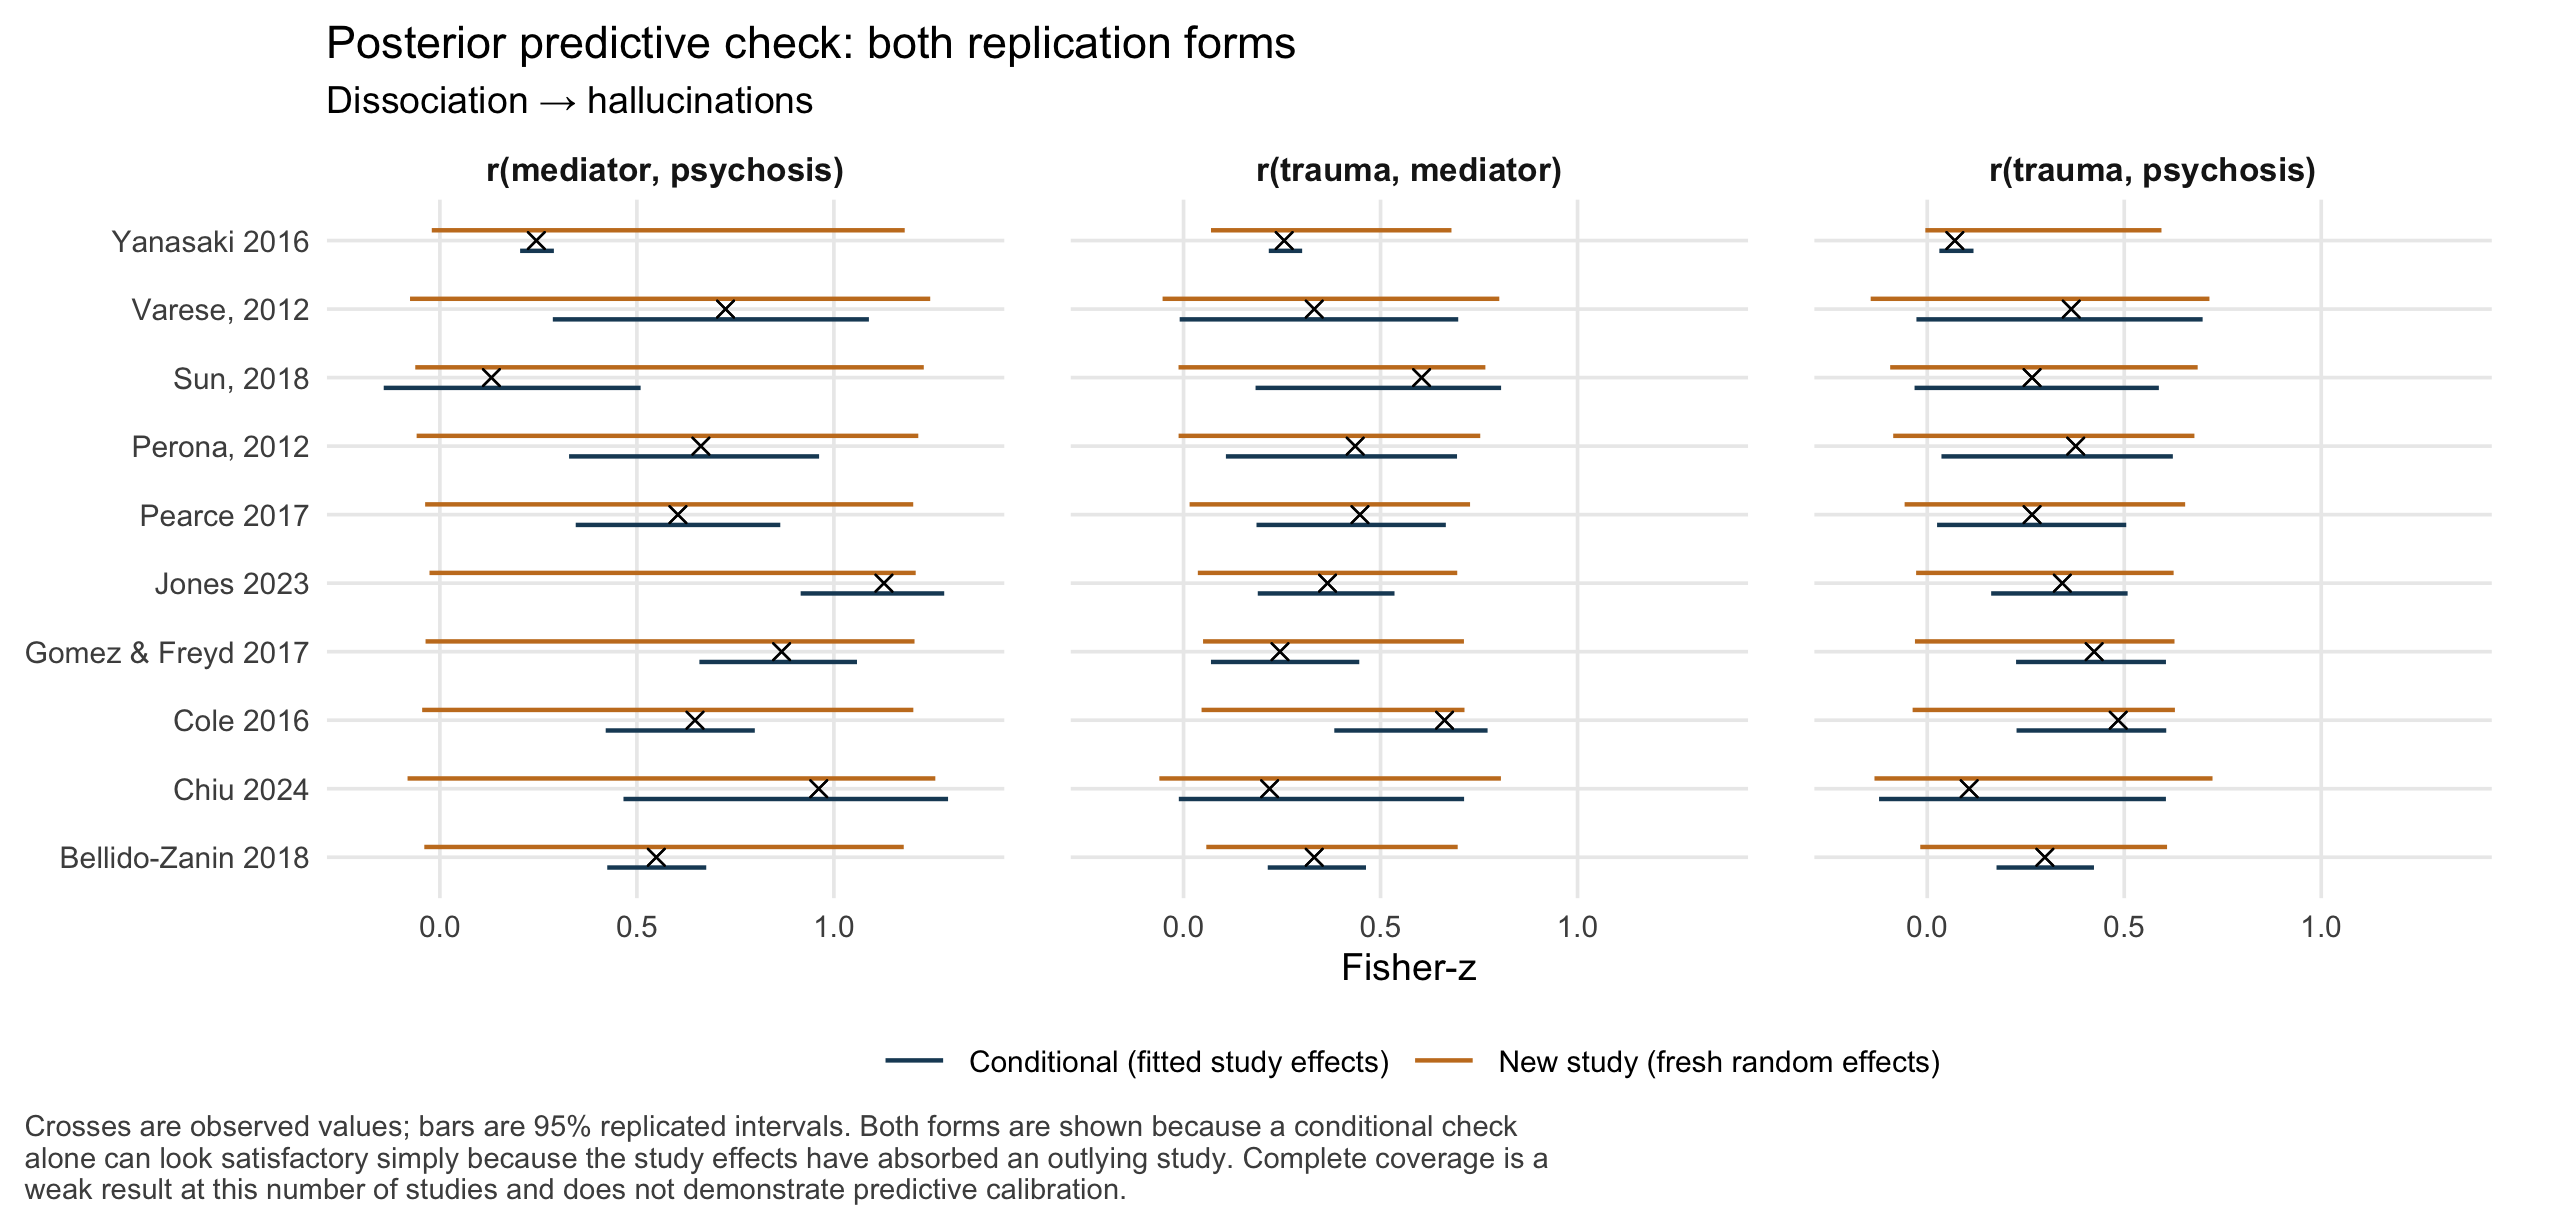 Posterior predictive check: both replication forms
Dissociation → hallucinations
r(mediator, psychosis)
r(trauma, mediator)
r(trauma, psychosis)
Yanasaki 2016
Varese, 2012
Sun, 2018
Perona, 2012
Pearce 2017
Jones 2023
Gomez & Freyd 2017
Cole 2016
Chiu 2024
Bellido-Zanin 2018
0.0 0.5 1.0
0.0 0.5 1.0
0.0 0.5 1.0
Fisher-z
Conditional (fitted study effects)
New study (fresh random effects)
Crosses are observed values; bars are 95% replicated intervals. Both forms are shown because a conditional check
alone can look satisfactory simply because the study effects have absorbed an outlying study. Complete coverage is a
weak result at this number of studies and does not demonstrate predictive calibration.